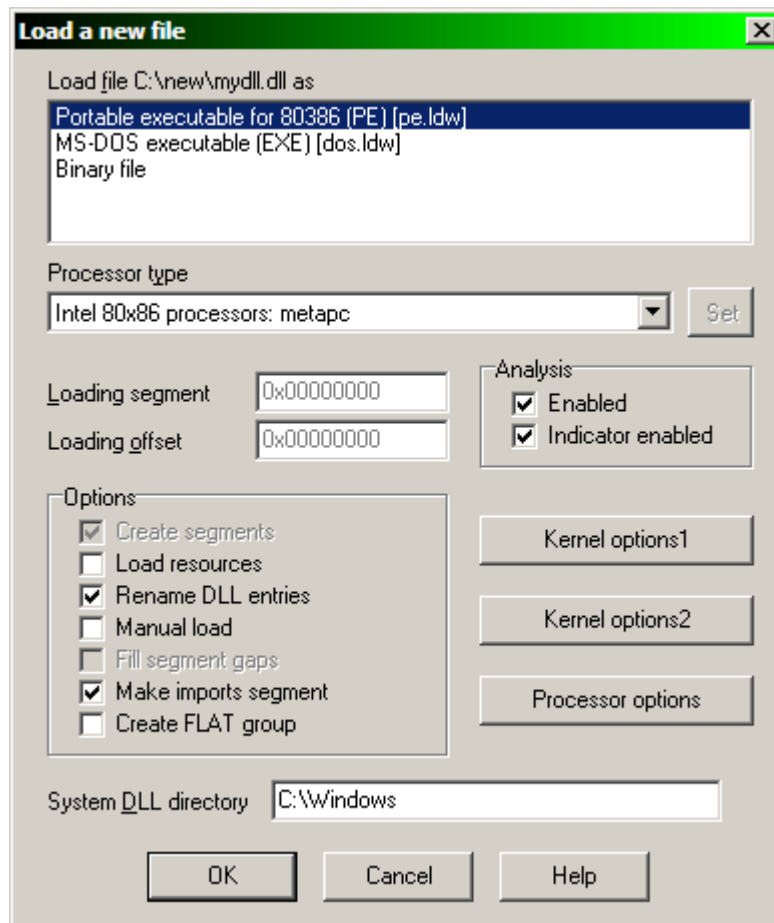 Load a new file
Load file C:\new\mydll.dll as
Portable executable for 80386 (PE) [pe.ldw]
MS-DOS executable (EXE) [dos.ldw]
Binary file
Processor type
Intel 80x86 processors: metapc
Set
Loading segment 0x00000000
Loading offset 0x00000000
Analysis
Enabled
Indicator enabled
Options
Create segments
Load resources
Rename DLL entries
Manual load
Fill segment gaps
Make imports segment
Create FLAT group
Kernel options1
Kernel options2
Processor options
System DLL directory C:\Windows
OK Cancel Help